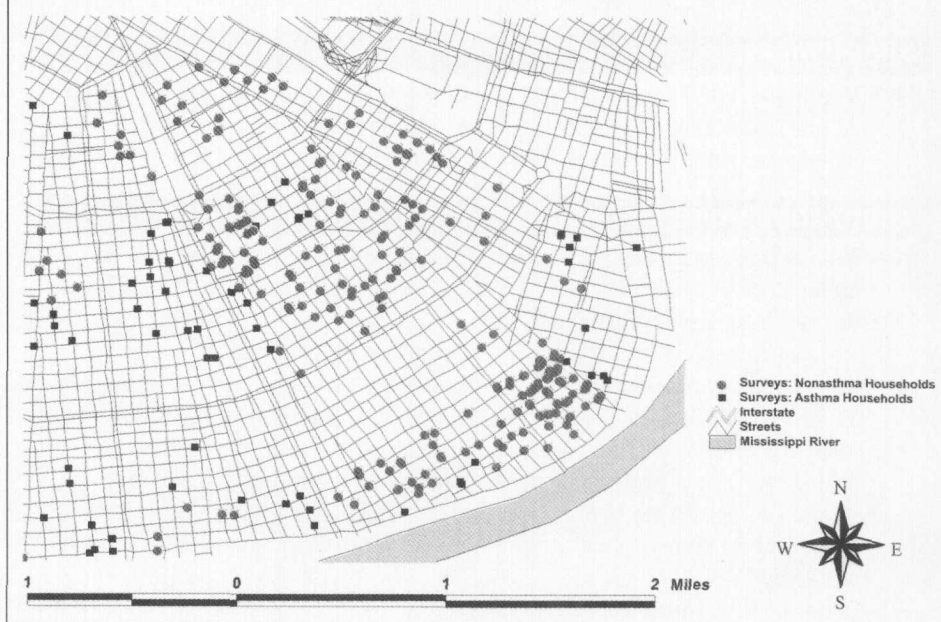 Surveys: Nonasthma Households
Surveys: Asthma Households
Interstate
Streets
Mississippi River
N
W E
S
1 0 1 2 Miles